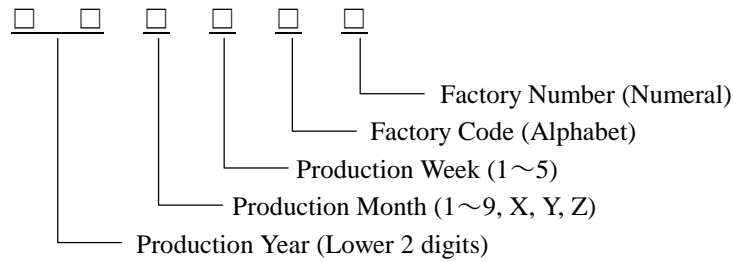 □ □ □ □ □ □
Factory Number (Numeral)
Factory Code (Alphabet)
Production Week (1～5)
Production Month (1～9, X, Y, Z)
Production Year (Lower 2 digits)